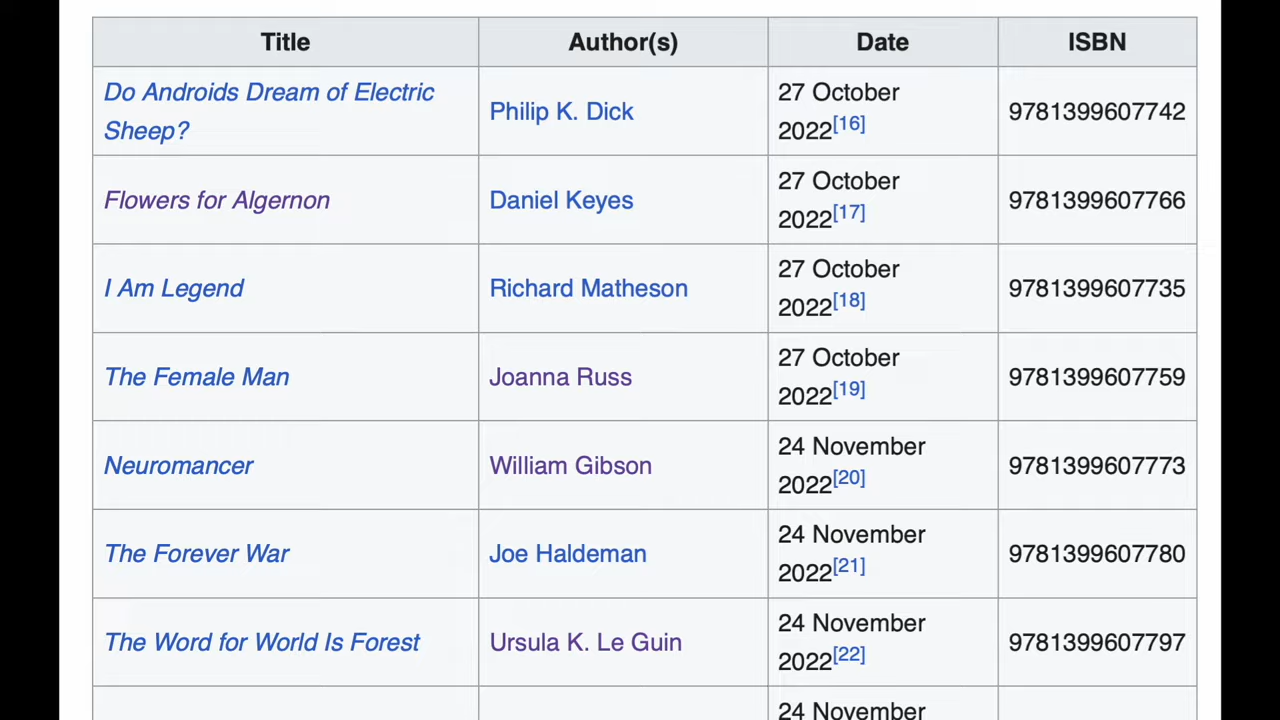 Title Author(s) Date ISBN
Do Androids Dream of Electric
Sheep?
Philip K. Dick
27 October
2022[16]
9781399607742
Flowers for Algernon
Daniel Keyes
27 October
2022[17]
9781399607766
I Am Legend
Richard Matheson
27 October
2022[18]
9781399607735
The Female Man
Joanna Russ
27 October
2022[19]
9781399607759
Neuromancer
William Gibson
24 November
2022[20]
9781399607773
The Forever War
Joe Haldeman
24 November
2022[21]
9781399607780
The Word for World Is Forest
Ursula K. Le Guin
24 November
2022[22]
9781399607797
24 November